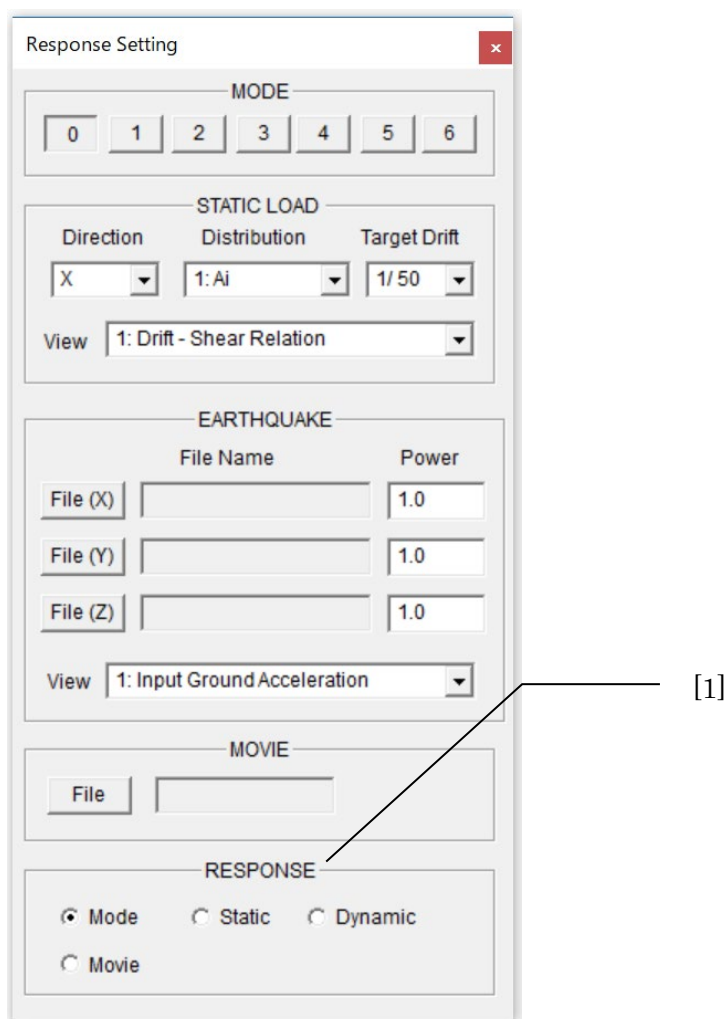 Response Setting
x
MODE
0 1 2 3 4 5 6
STATIC LOAD
Direction Distribution Target Drift
X 1: Ai 1/ 50
View 1: Drift - Shear Relation
EARTHQUAKE
File Name Power
File (X) 1.0
File (Y) 1.0
File (Z) 1.0
View 1: Input Ground Acceleration
[1]
MOVIE
File
RESPONSE
Mode Static Dynamic
Movie